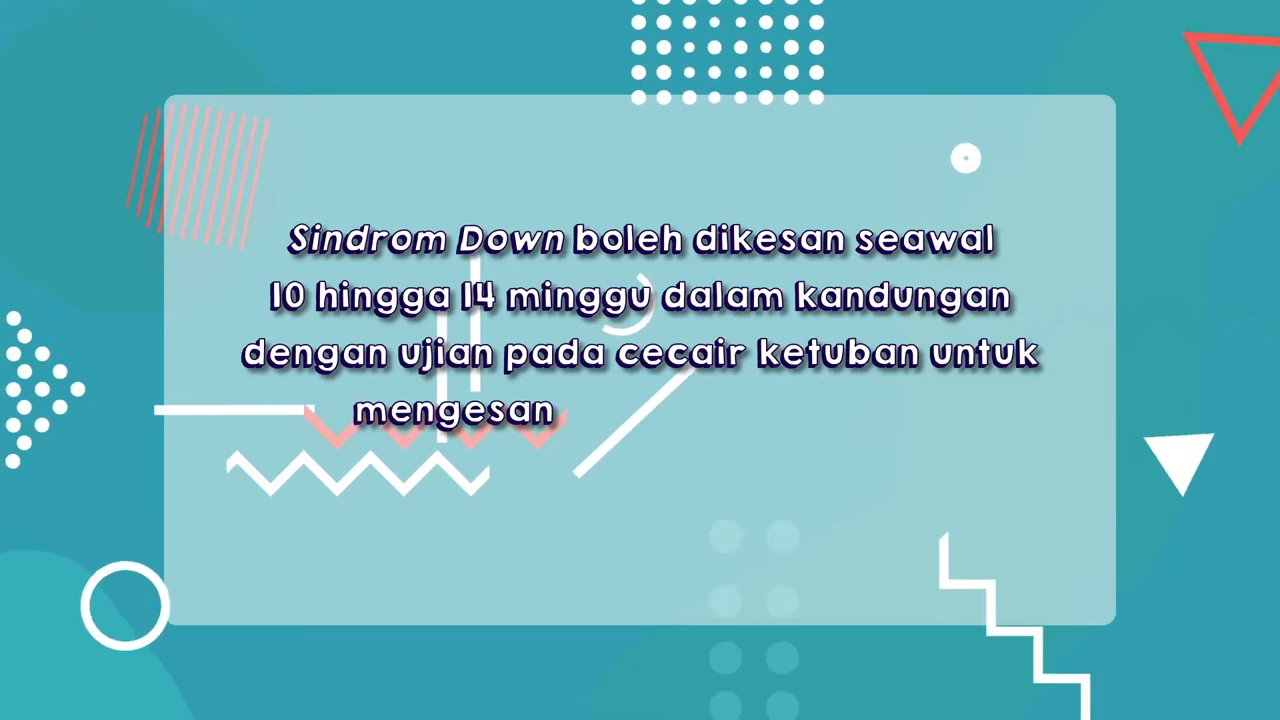 Sindrom Down boleh dikesan seawal
10 hingga 14 minggu dalam kandungan
dengan ujian pada cecair ketuban untuk
mengesan